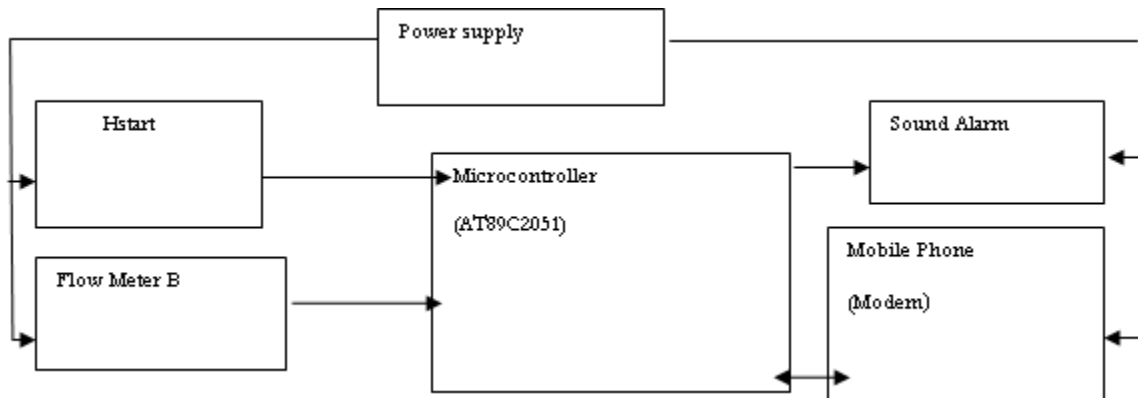 Power supply
Hstart
Sound Alarm
Microcontroller
(AT89C2051)
Flow Meter B
Mobile Phone
(Modem)